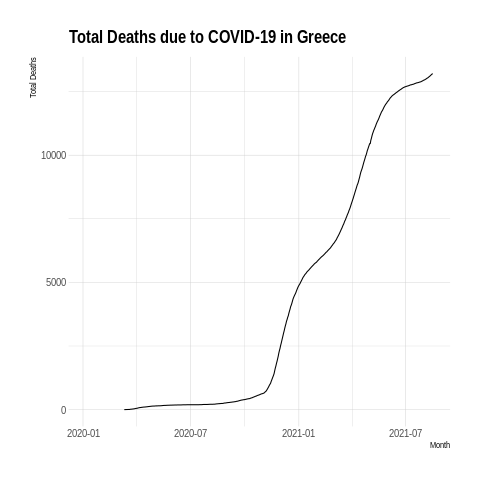 Total Deaths due to COVID-19 in Greece
Total Deaths
10000
5000
0
2020-01 2020-07 2021-01 2021-07
Month